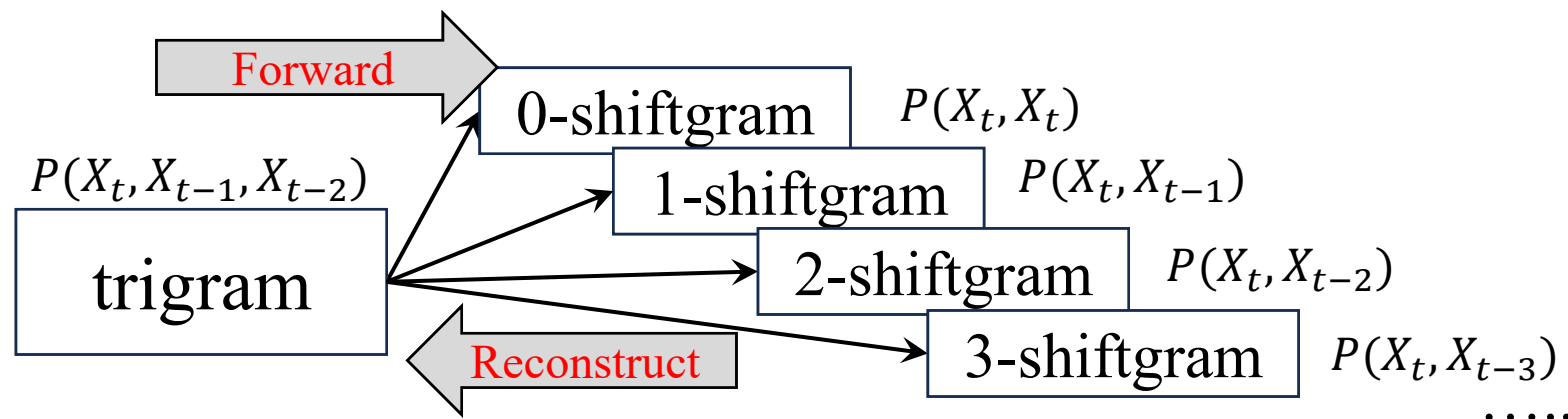 Forward
0-shiftgram
P(X_t, X_t)
P(X_t, X_{t-1}, X_{t-2})
1-shiftgram
P(X_t, X_{t-1})
trigram
2-shiftgram
P(X_t, X_{t-2})
Reconstruct
3-shiftgram
P(X_t, X_{t-3})
.....